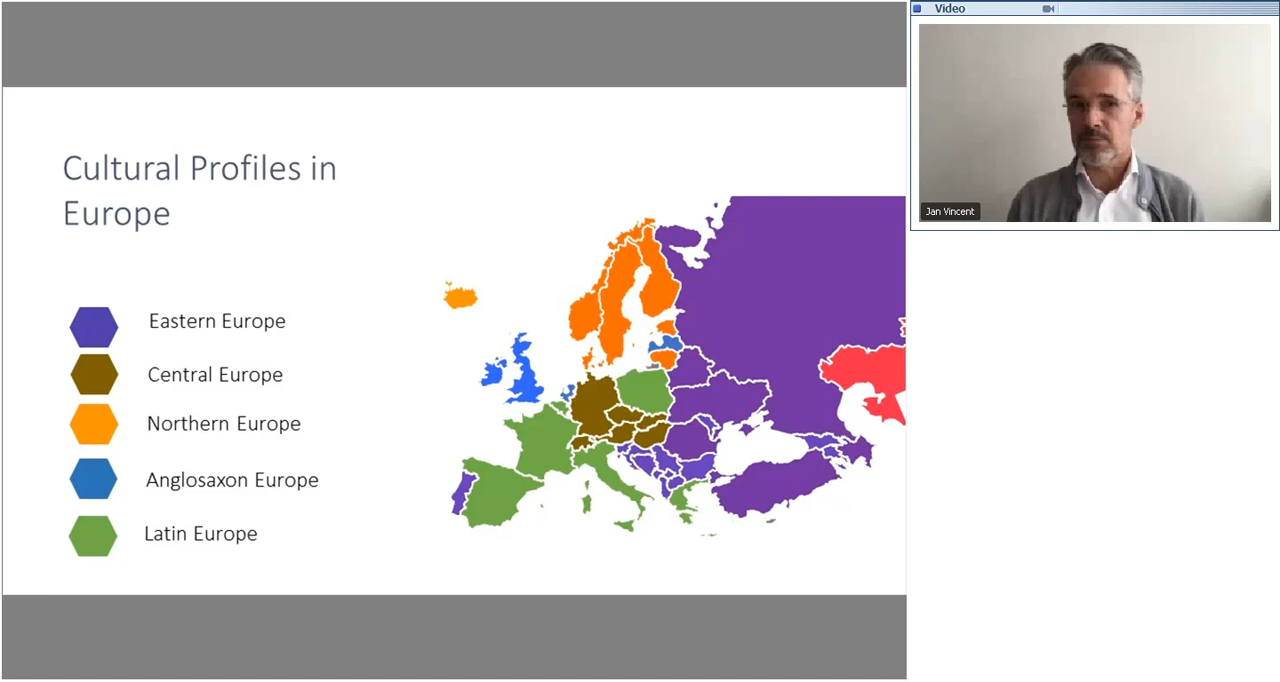 Video
Cultural Profiles in
Europe
Eastern Europe
Central Europe
Northern Europe
Anglosaxon Europe
Latin Europe
Jan Vincent